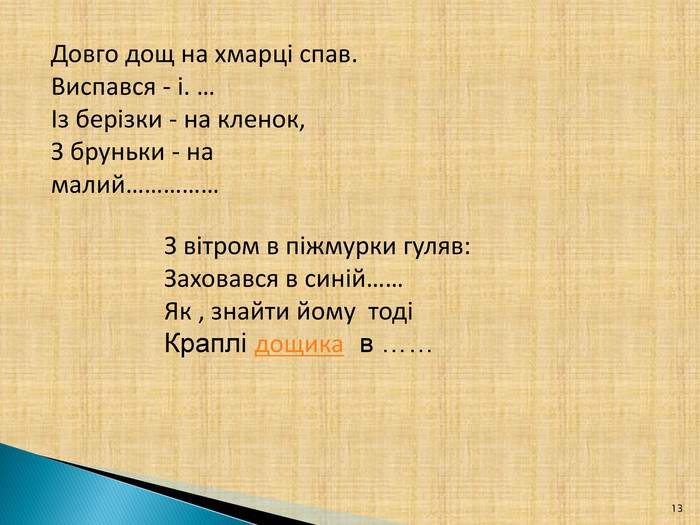 Довго дощ на хмарці спав.
Виспався - і. …
Із берізки - на кленок,
З бруньки - на
малий……………
З вітром в піжмурки гуляв:
Заховався в синій……
Як , знайти йому  тоді
Краплі дощика  в ……
13